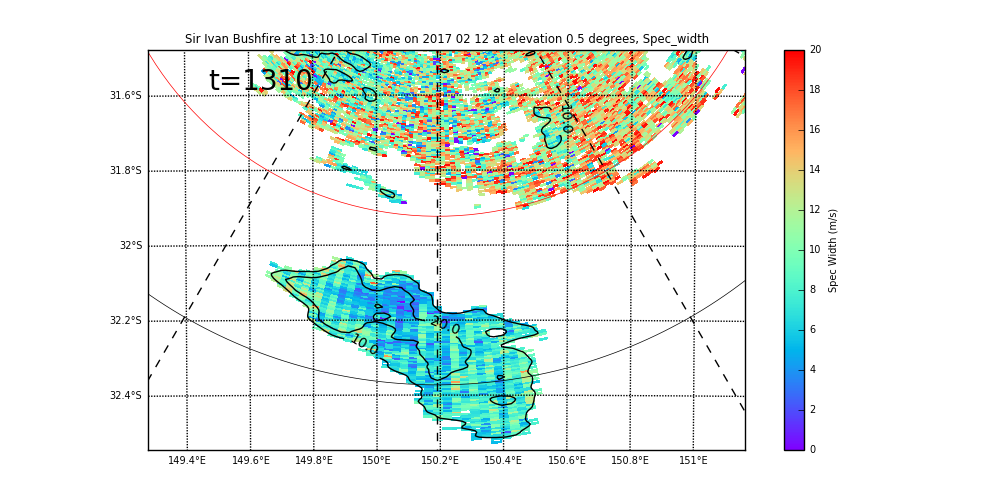 Sir Ivan Bushfire at 13:10 Local Time on 2017 02 12 at elevation 0.5 degrees, Spec_width
t=1310
31.6°S
31.8°S
32°S
32.2°S
32.4°S
149.4°E 149.6°E 149.8°E 150°E 150.2°E 150.4°E 150.6°E 150.8°E 151°E
10.0
20.0
10.0
20
18
16
14
12
10
8
6
4
2
0
Spec Width (m/s)